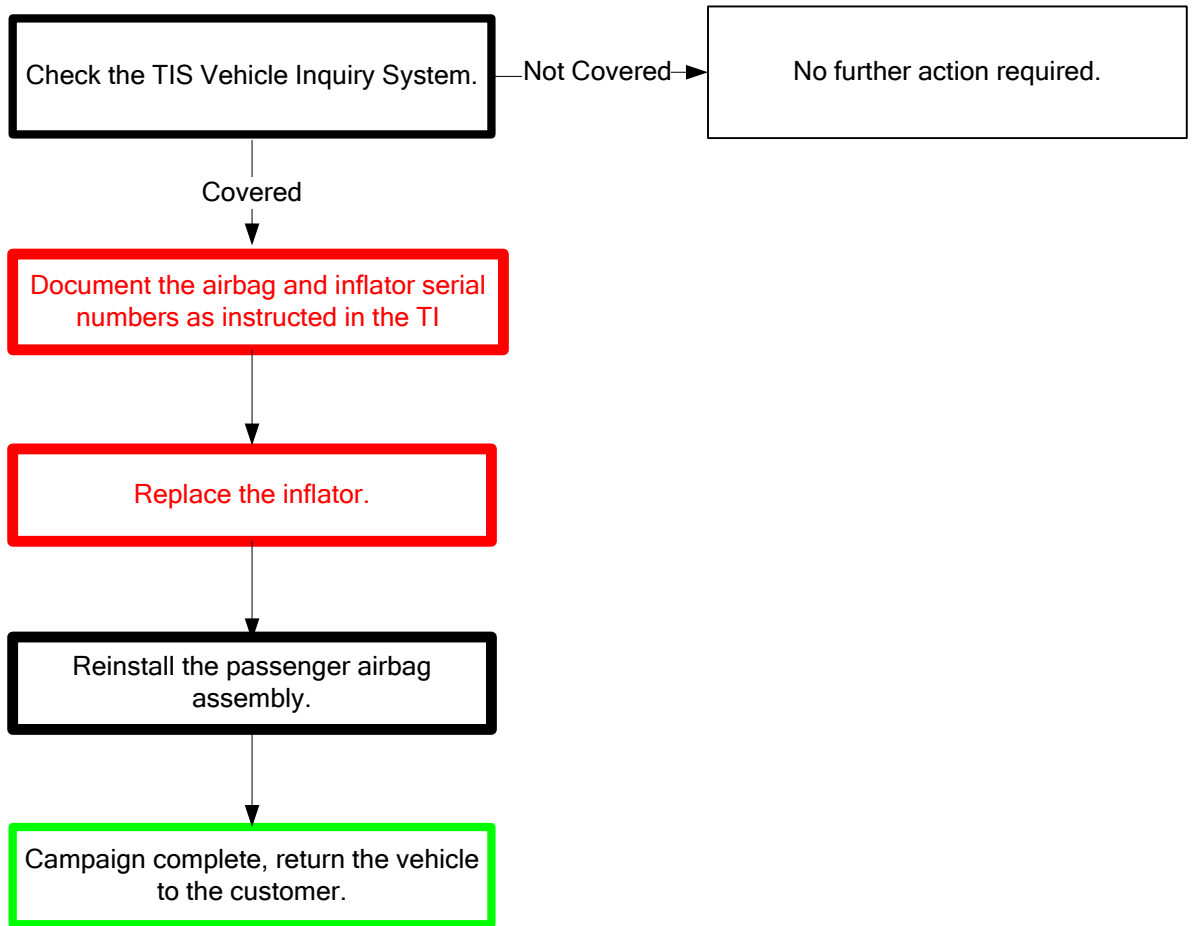 Check the TIS Vehicle Inquiry System.
Not Covered
No further action required.
Covered
Document the airbag and inflator serial
numbers as instructed in the TI
Replace the inflator.
Reinstall the passenger airbag
assembly.
Campaign complete, return the vehicle
to the customer.